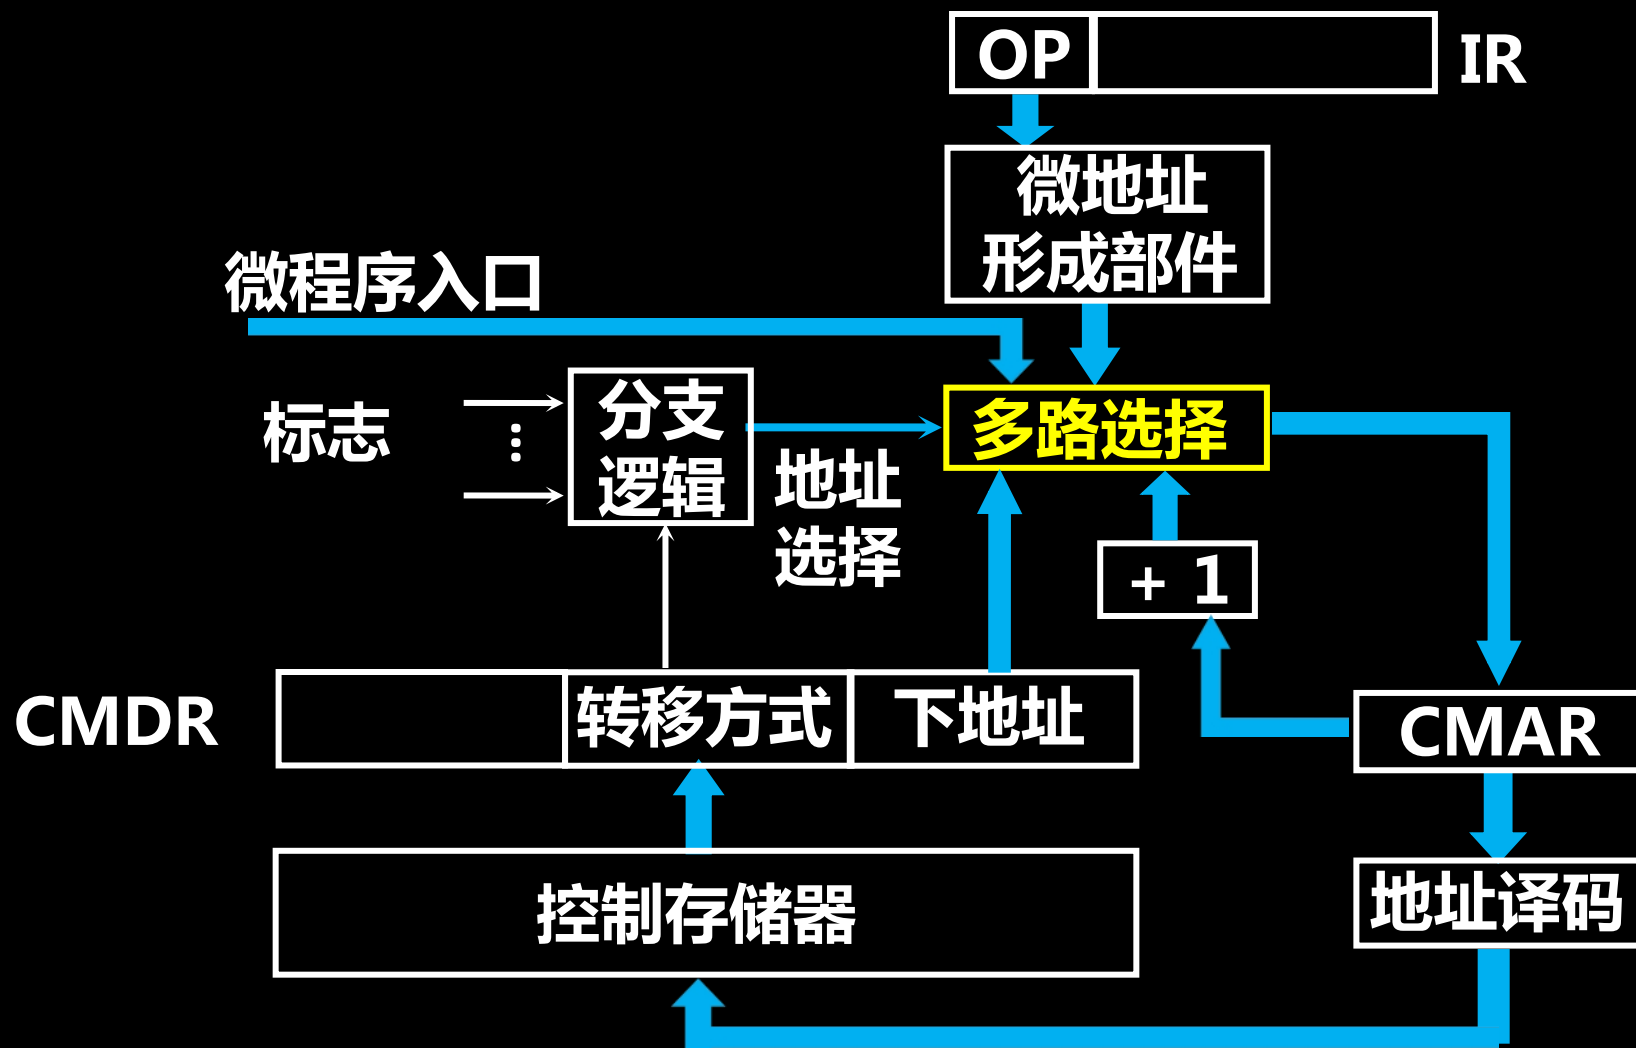 OP
IR
微地址
形成部件
微程序入口
标志
⋮
分支
逻辑
地址
选择
多路选择
+ 1
CMDR
转移方式
下地址
CMAR
控制存储器
地址译码